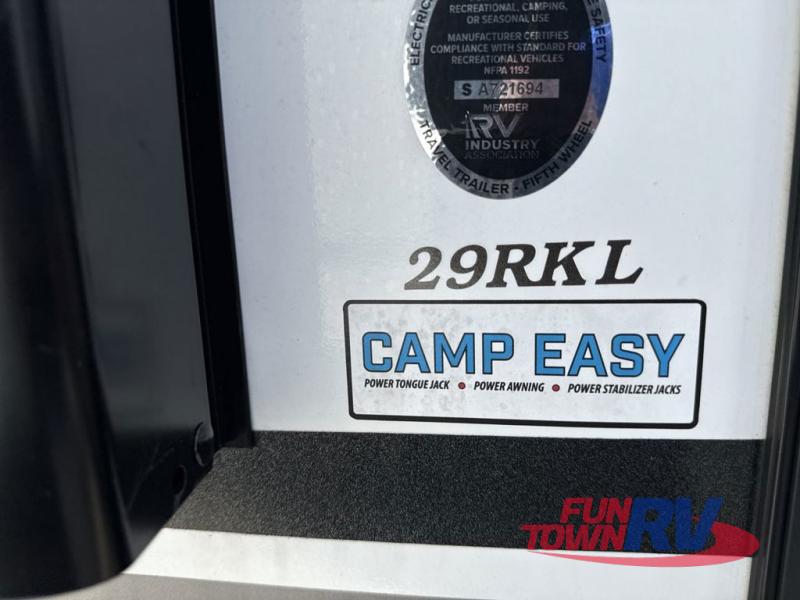 ELECTRIC
E SAFETY
RECREATIONAL, CAMPING,
OR SEASONAL USE
MANUFACTURER CERTIFIES
COMPLIANCE WITH STANDARD FOR
RECREATIONAL VEHICLES
NFPA 1192
S A721694
MEMBER
RV
INDUSTRY
ASSOCIATION
TRAVEL TRAILER - FIFTH WHEEL
29RKL
CAMP EASY
POWER TONGUE JACK ● POWER AWNING ● POWER STABILIZER JACKS
FUN
TOWN RV